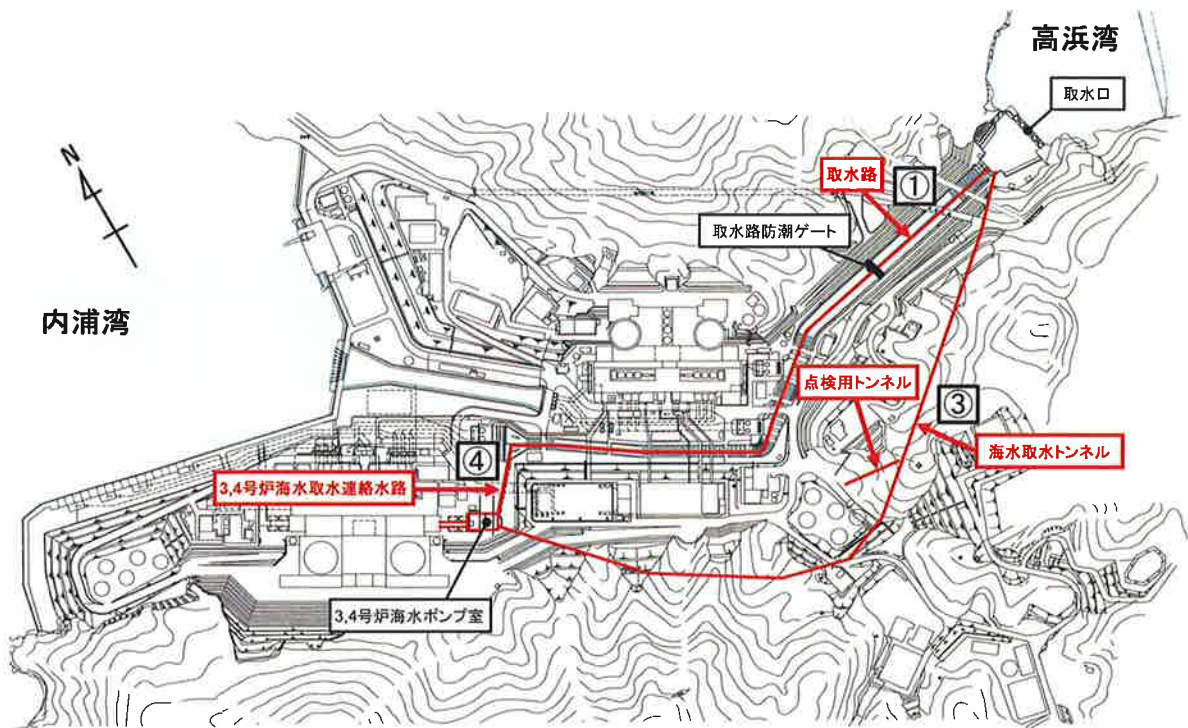 高浜湾
取水口
N
取水路
①
取水路防潮ゲート
内浦湾
点検用トンネル
③
海水取水トンネル
④
3,4号炉海水取水連絡水路
3,4号炉海水ポンプ室